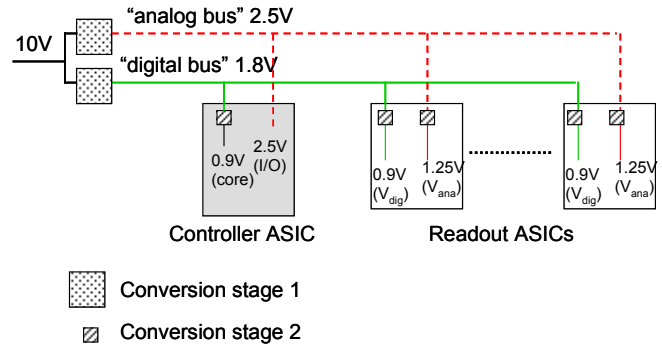 “analog bus” 2.5V
10V
“digital bus” 1.8V
0.9V
(core)
2.5V
(I/O)
0.9V
(Vdig)
1.25V
(Vana)
0.9V
(Vdig)
1.25V
(Vana)
Controller ASIC
Readout ASICs
Conversion stage 1
Conversion stage 2